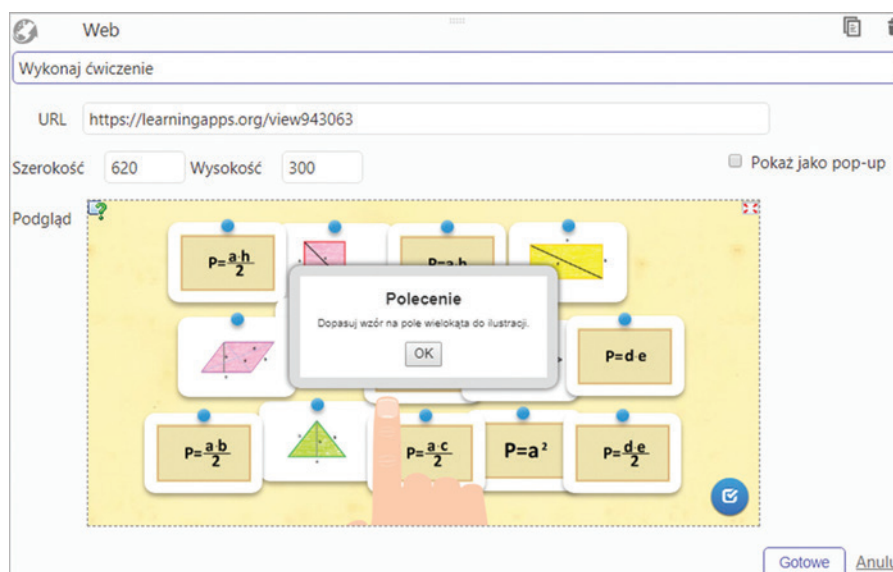 Web
Wykonaj ćwiczenie
URL https://learningapps.org/view943063
Szerokość 620 Wysokość 300 Pokaż jako pop-up
Podgląd
P=a·h/2
Polecenie
Dopasuj wzór na pole wielokąta do ilustracji.
OK
P=d·e
P=a·b/2
P=a·c/2
P=a²
P=d·e/2
Gotowe